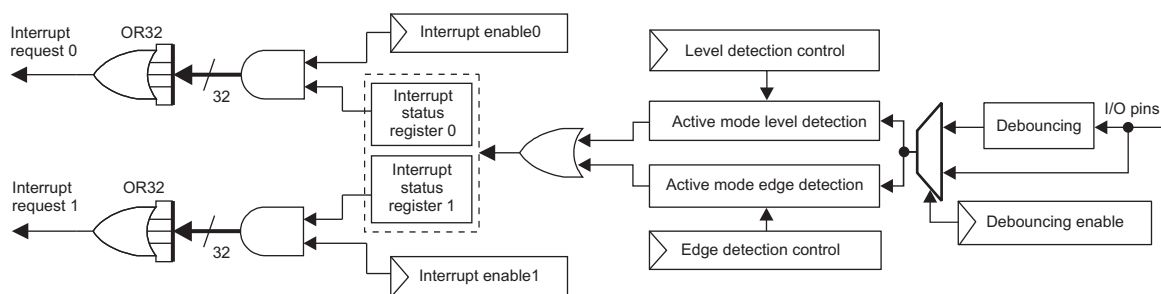 Interrupt
request 0
OR32
32
Interrupt enable0
Interrupt
status
register 0
Level detection control
Active mode level detection
Debouncing
I/O pins
Interrupt
request 1
OR32
32
Interrupt
status
register 1
Interrupt enable1
Active mode edge detection
Edge detection control
Debouncing enable